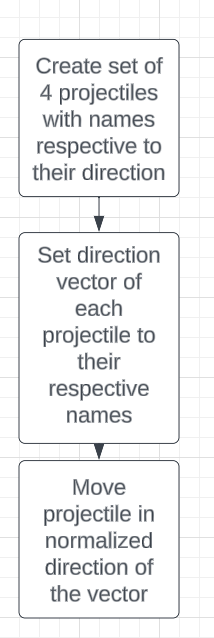 Create set of
4 projectiles
with names
respective to
their direction
Set direction
vector of
each
projectile to
their
respective
names
Move
projectile in
normalized
direction of
the vector